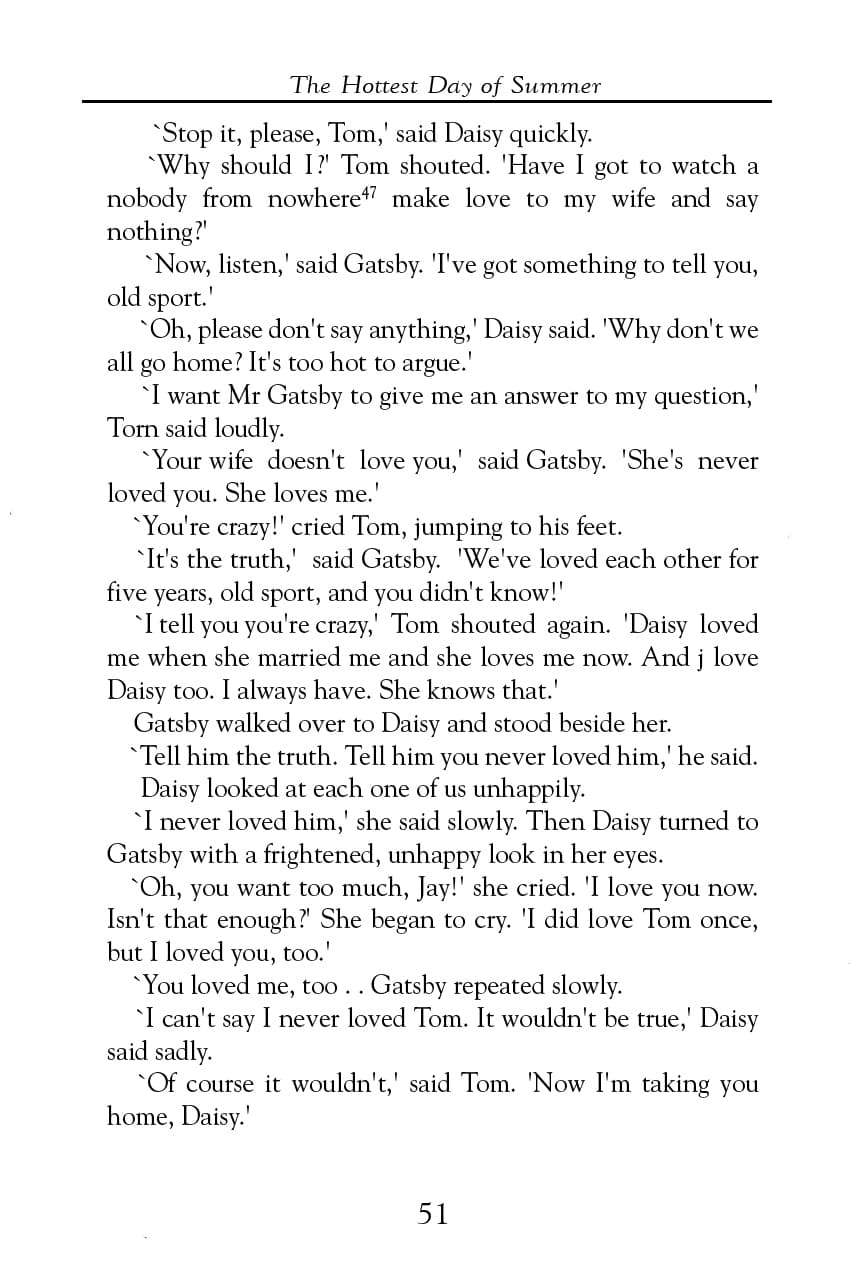 The Hottest Day of Summer
`Stop it, please, Tom,' said Daisy quickly.
`Why should I?' Tom shouted. 'Have I got to watch a
nobody from nowhere⁴⁷ make love to my wife and say
nothing?'
`Now, listen,' said Gatsby. 'I've got something to tell you,
old sport.'
`Oh, please don't say anything,' Daisy said. 'Why don't we
all go home? It's too hot to argue.'
`I want Mr Gatsby to give me an answer to my question,'
Torn said loudly.
`Your wife doesn't love you,' said Gatsby. 'She's never
loved you. She loves me.'
`You're crazy!' cried Tom, jumping to his feet.
`It's the truth,' said Gatsby. 'We've loved each other for
five years, old sport, and you didn't know!'
`I tell you you're crazy,' Tom shouted again. 'Daisy loved
me when she married me and she loves me now. And j love
Daisy too. I always have. She knows that.'
Gatsby walked over to Daisy and stood beside her.
`Tell him the truth. Tell him you never loved him,' he said.
Daisy looked at each one of us unhappily.
`I never loved him,' she said slowly. Then Daisy turned to
Gatsby with a frightened, unhappy look in her eyes.
`Oh, you want too much, Jay!' she cried. 'I love you now.
Isn't that enough?' She began to cry. 'I did love Tom once,
but I loved you, too.'
`You loved me, too . . Gatsby repeated slowly.
`I can't say I never loved Tom. It wouldn't be true,' Daisy
said sadly.
`Of course it wouldn't,' said Tom. 'Now I'm taking you
home, Daisy.'
51